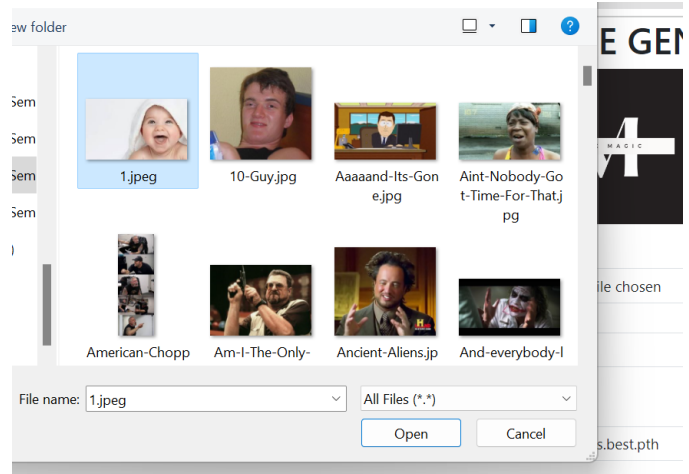 ew folder
?
E GEN
Sem
Sem
Sem
Sem
)
1.jpeg
10-Guy.jpg
Aaaaand-Its-Gon
e.jpg
Aint-Nobody-Go
t-Time-For-That.j
pg
MAGIC
American-Chopp
Am-I-The-Only-
Ancient-Aliens.jp
And-everybody-l
H
ile chosen
File name:
1.jpeg
All Files (*.*)
Open
Cancel
s.best.pth